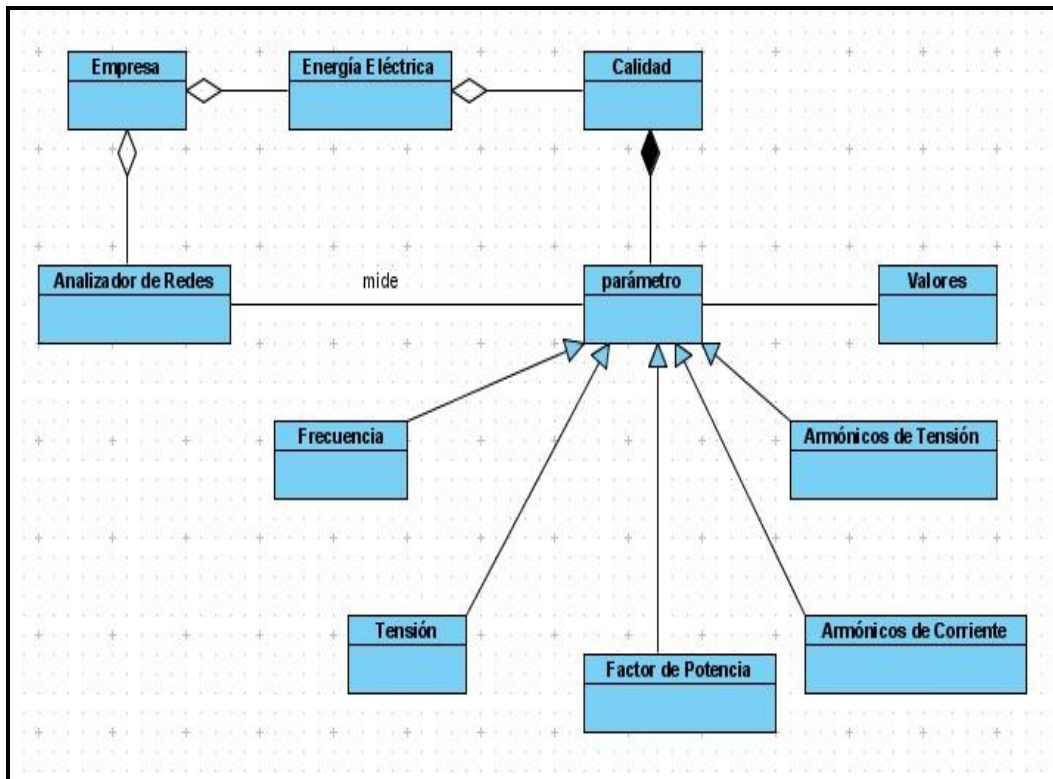 Empresa
Energía Eléctrica
Calidad
Analizador de Redes
mide
parámetro
Valores
Frecuencia
Armónicos de Tensión
Tensión
Factor de Potencia
Armónicos de Corriente